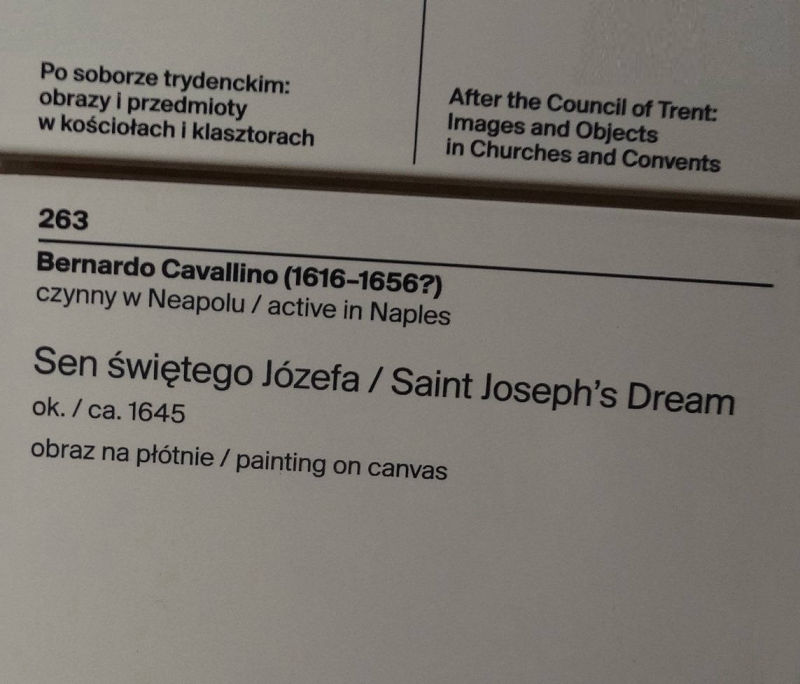 Po soborze trydenckim:
obrazy i przedmioty
w kościołach i klasztorach
After the Council of Trent:
Images and Objects
in Churches and Convents
263
Bernardo Cavallino (1616–1656?)
czynny w Neapolu / active in Naples
Sen świętego Józefa / Saint Joseph's Dream
ok. / ca. 1645
obraz na płótnie / painting on canvas